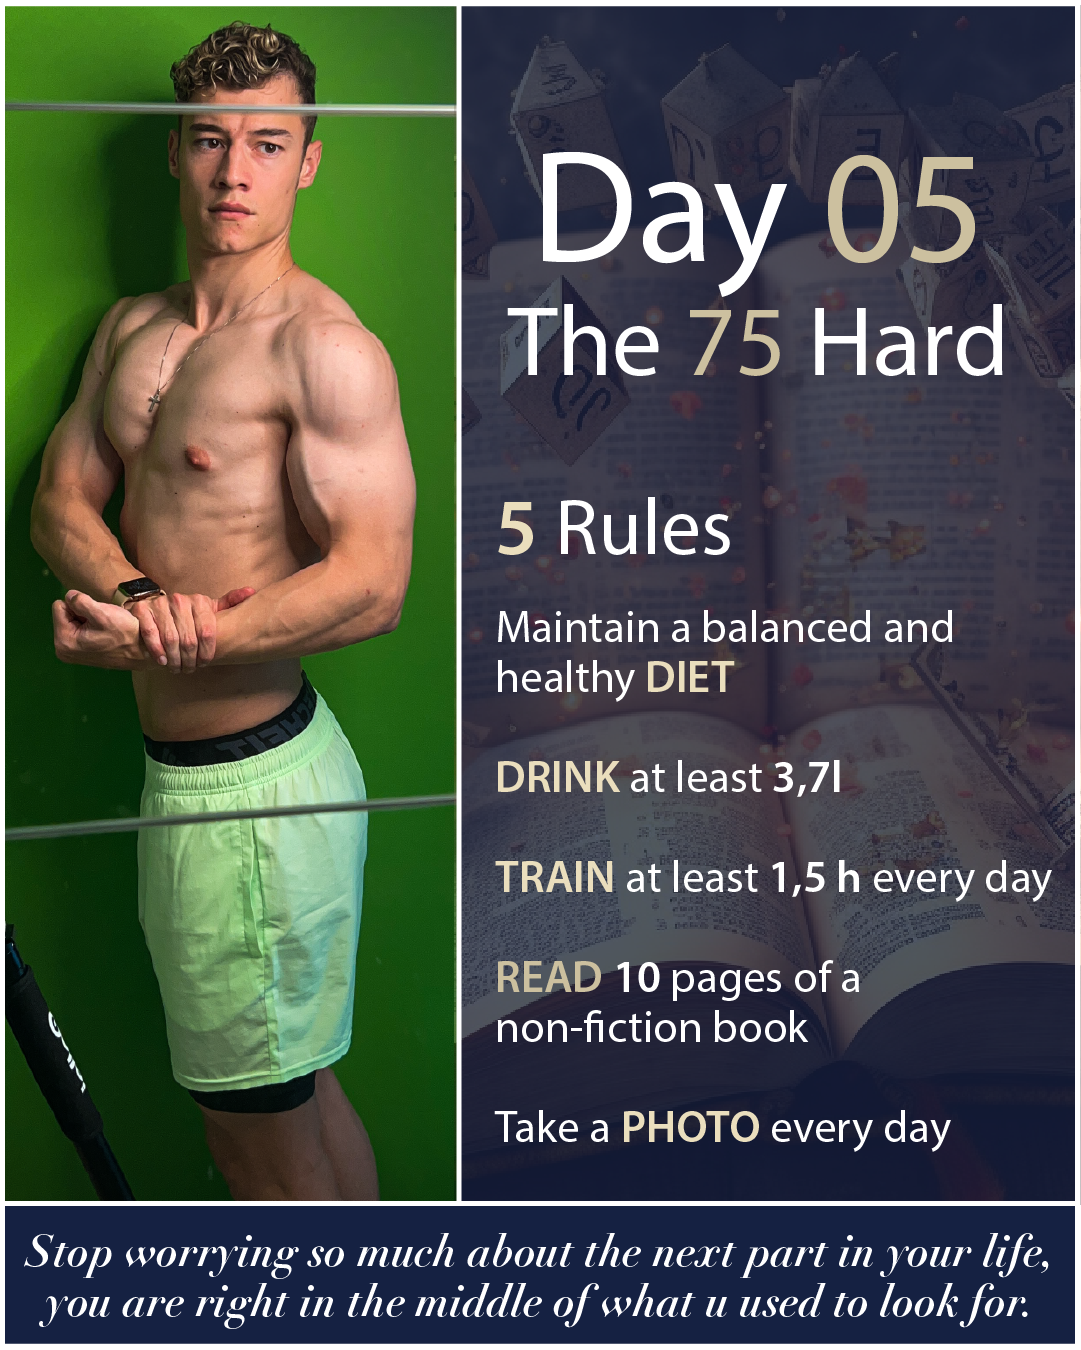 Day 05
The 75 Hard
5 Rules
Maintain a balanced and
healthy DIET
DRINK at least 3,7l
TRAIN at least 1,5 h every day
READ 10 pages of a
non-fiction book
Take a PHOTO every day
Stop worrying so much about the next part in your life,
you are right in the middle of what u used to look for.